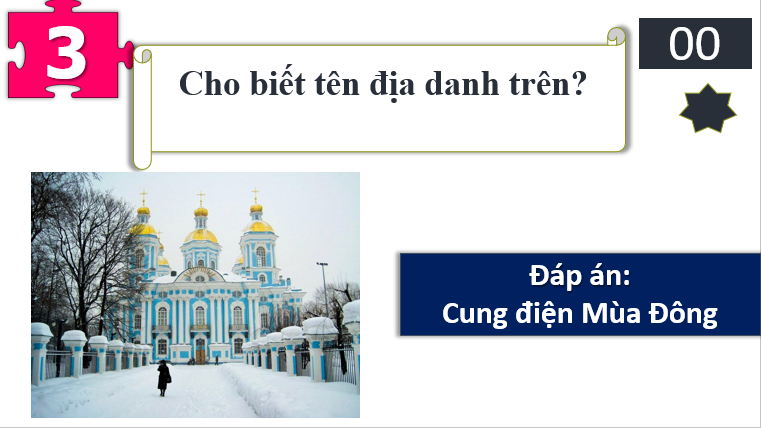 3
00
Cho biết tên địa danh trên?
Đáp án:
Cung điện Mùa Đông